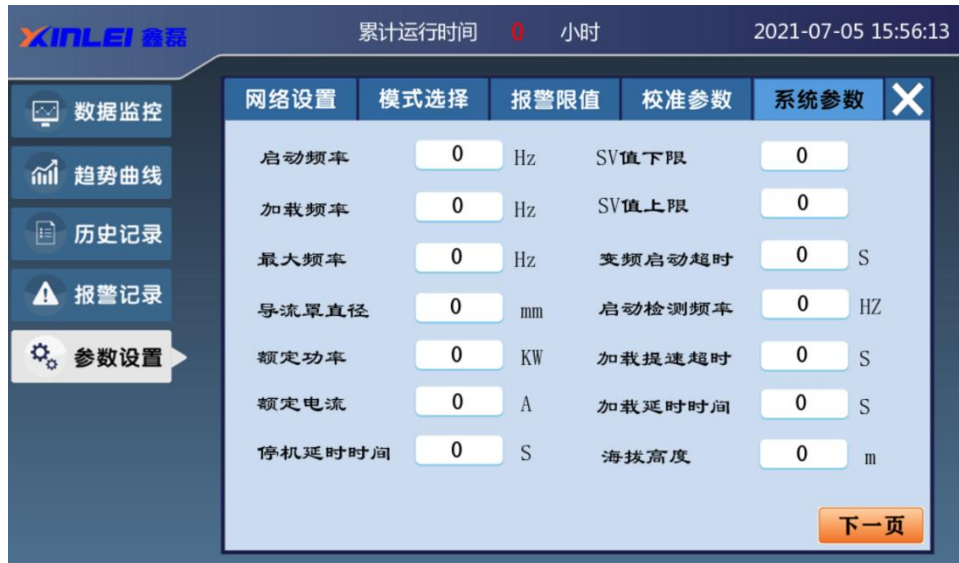 XINLEI 鑫磊 累计运行时间 0 小时 2021-07-05 15:56:13
网络设置 模式选择 报警限值 校准参数 系统参数
数据监控
趋势曲线
历史记录
报警记录
参数设置
启动频率 0 Hz SV值下限 0
加载频率 0 Hz SV值上限 0
最大频率 0 Hz 变频启动超时 0 S
导流罩直径 0 mm 启动检测频率 0 HZ
额定功率 0 KW 加载提速超时 0 S
额定电流 0 A 加载延时时间 0 S
停机延时时间 0 S 海拔高度 0 m
下一页